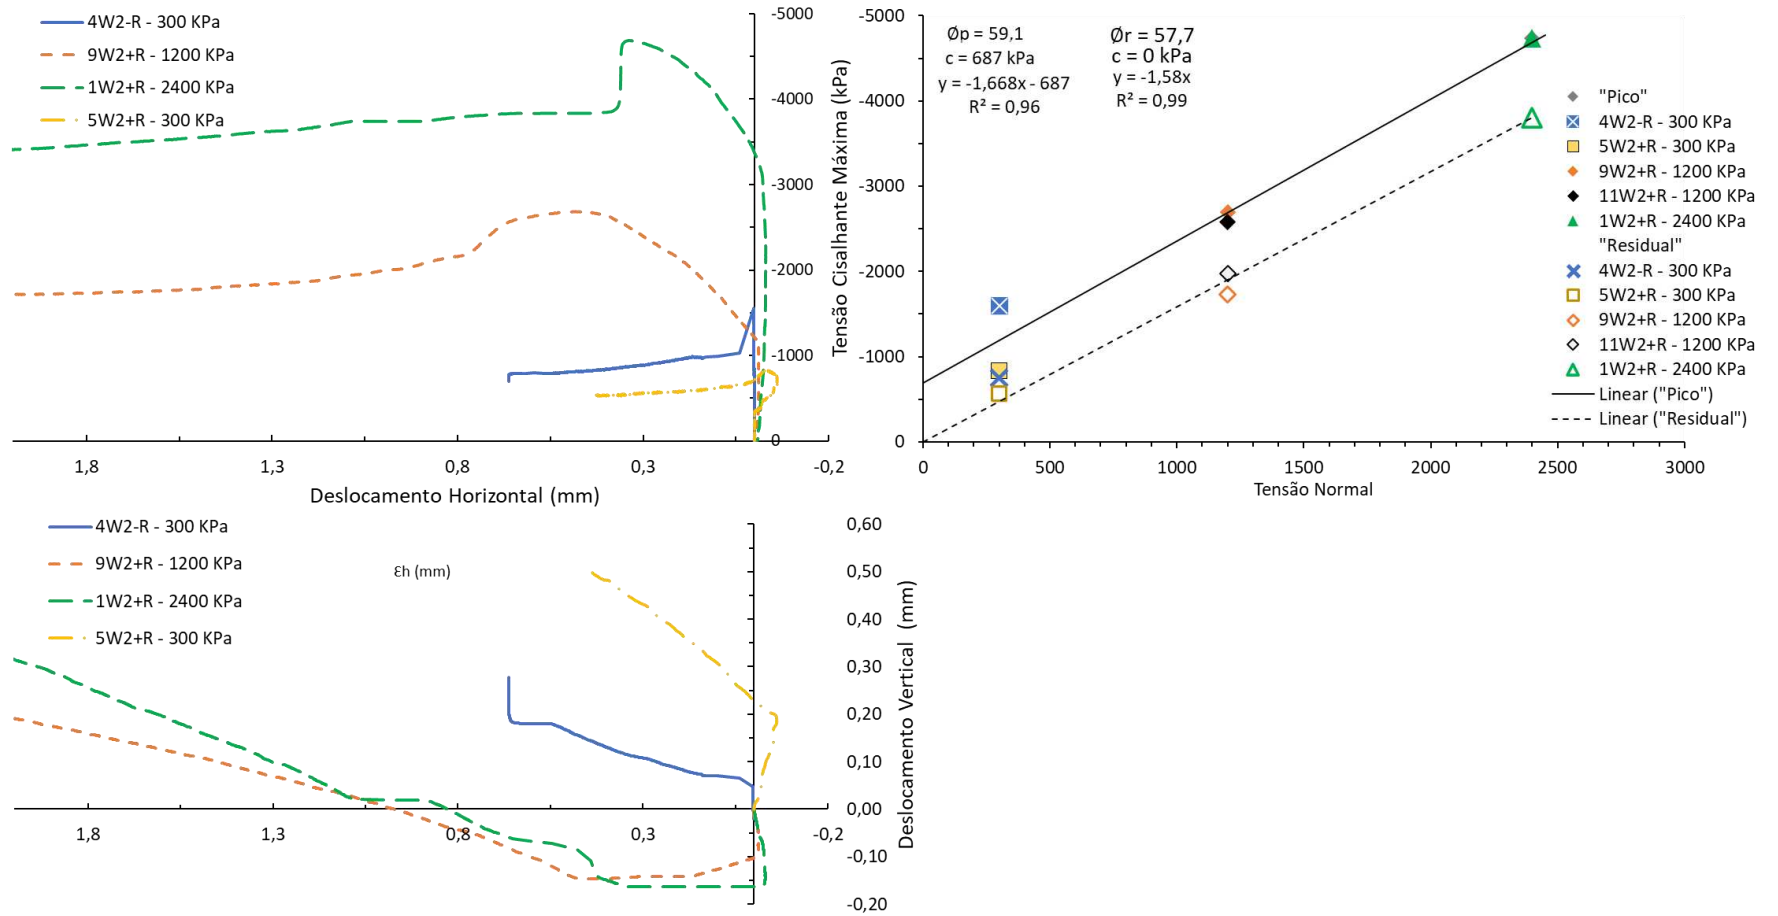 4W2-R - 300 KPa
9W2+R - 1200 KPa
1W2+R - 2400 KPa
5W2+R - 300 KPa
-5000
-4000
-3000
-2000
-1000
0
Tensão Cisalhante Máxima (kPa)
1,8
1,3
0,8
0,3
-0,2
Deslocamento Horizontal (mm)
-5000
-4000
-3000
-2000
-1000
0
Øp = 59,1
c = 687 kPa
y = -1,668x - 687
R² = 0,96
Ør = 57,7
c = 0 kPa
y = -1,58x
R² = 0,99
"Pico"
4W2-R - 300 KPa
5W2+R - 300 KPa
9W2+R - 1200 KPa
11W2+R - 1200 KPa
1W2+R - 2400 KPa
"Residual"
4W2-R - 300 KPa
5W2+R - 300 KPa
9W2+R - 1200 KPa
11W2+R - 1200 KPa
1W2+R - 2400 KPa
Linear ("Pico")
Linear ("Residual")
0
500
1000
1500
2000
2500
3000
Tensão Normal
4W2-R - 300 KPa
9W2+R - 1200 KPa
1W2+R - 2400 KPa
5W2+R - 300 KPa
Ɛh (mm)
0,60
0,50
0,40
0,30
0,20
0,10
0,00
-0,10
-0,20
Deslocamento Vertical (mm)
1,8
1,3
0,8
0,3
-0,2